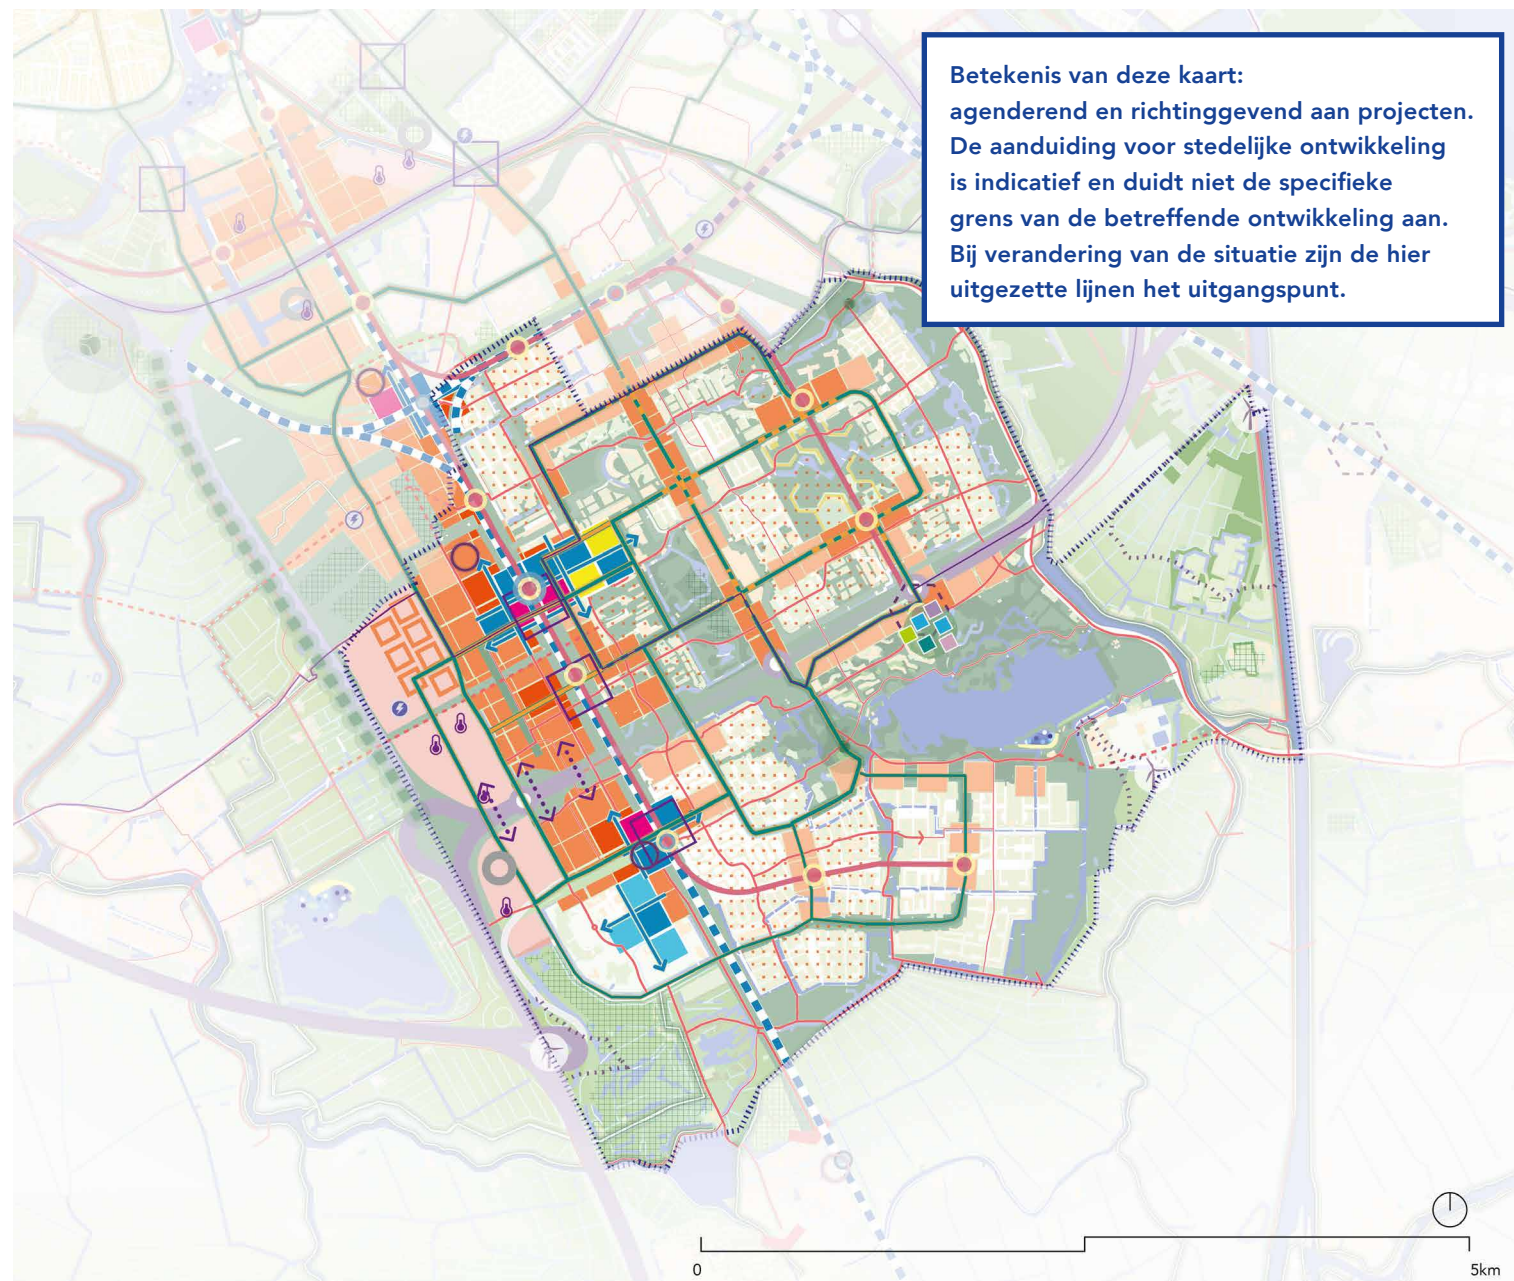 Betekenis van deze kaart:
agenderend en richtinggevend aan projecten.
De aanduiding voor stedelijke ontwikkeling
is indicatief en duidt niet de specifieke
grens van de betreffende ontwikkeling aan.
Bij verandering van de situatie zijn de hier
uitgezette lijnen het uitgangspunt.
0
5km